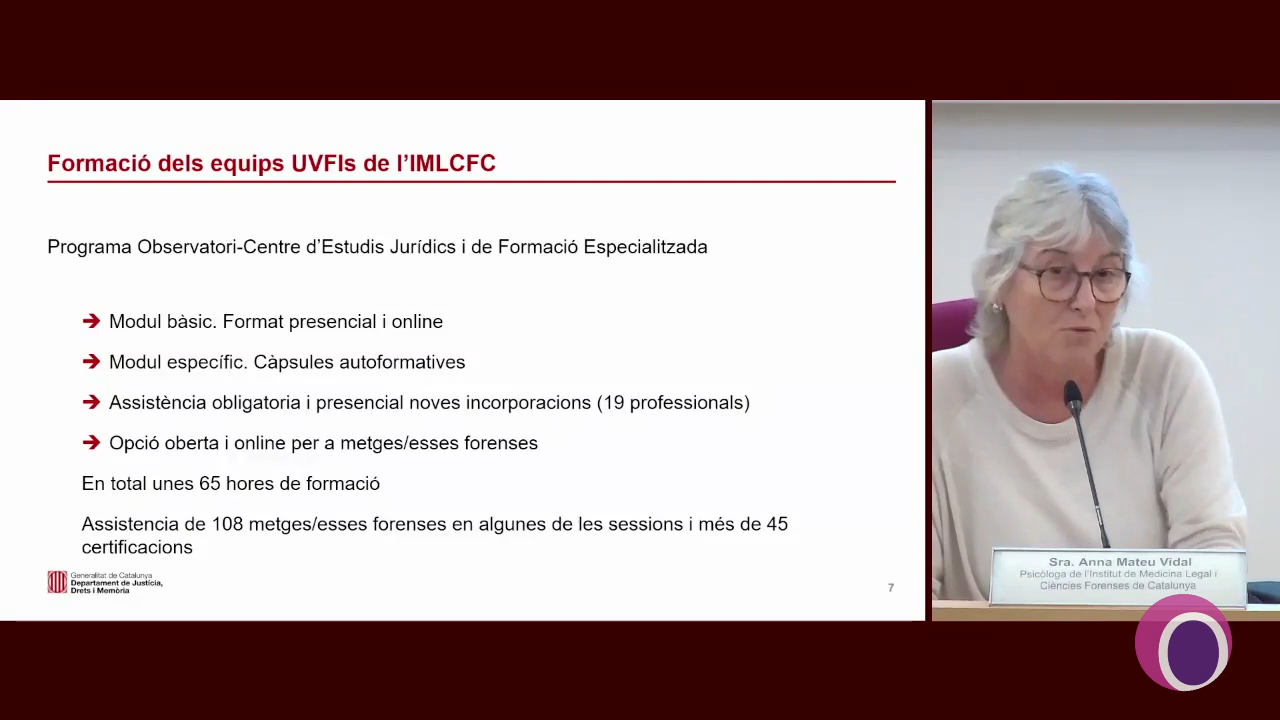 Formació dels equips UVFIs de l'IMLCFC
Programa Observatori-Centre d'Estudis Jurídics i de Formació Especialitzada
➔ Modul bàsic. Format presencial i online
➔ Modul específic. Càpsules autoformatives
➔ Assistència obligatoria i presencial noves incorporacions (19 professionals)
➔ Opció oberta i online per a metges/esses forenses
En total unes 65 hores de formació
Assistencia de 108 metges/esses forenses en algunes de les sessions i més de 45
certificacions
Generalitat de Catalunya
Departament de Justícia,
Drets i Memòria
7
Sra. Anna Mateu Vidal
Psicòloga de l'Institut de Medicina Legal i
Ciències Forenses de Catalunya